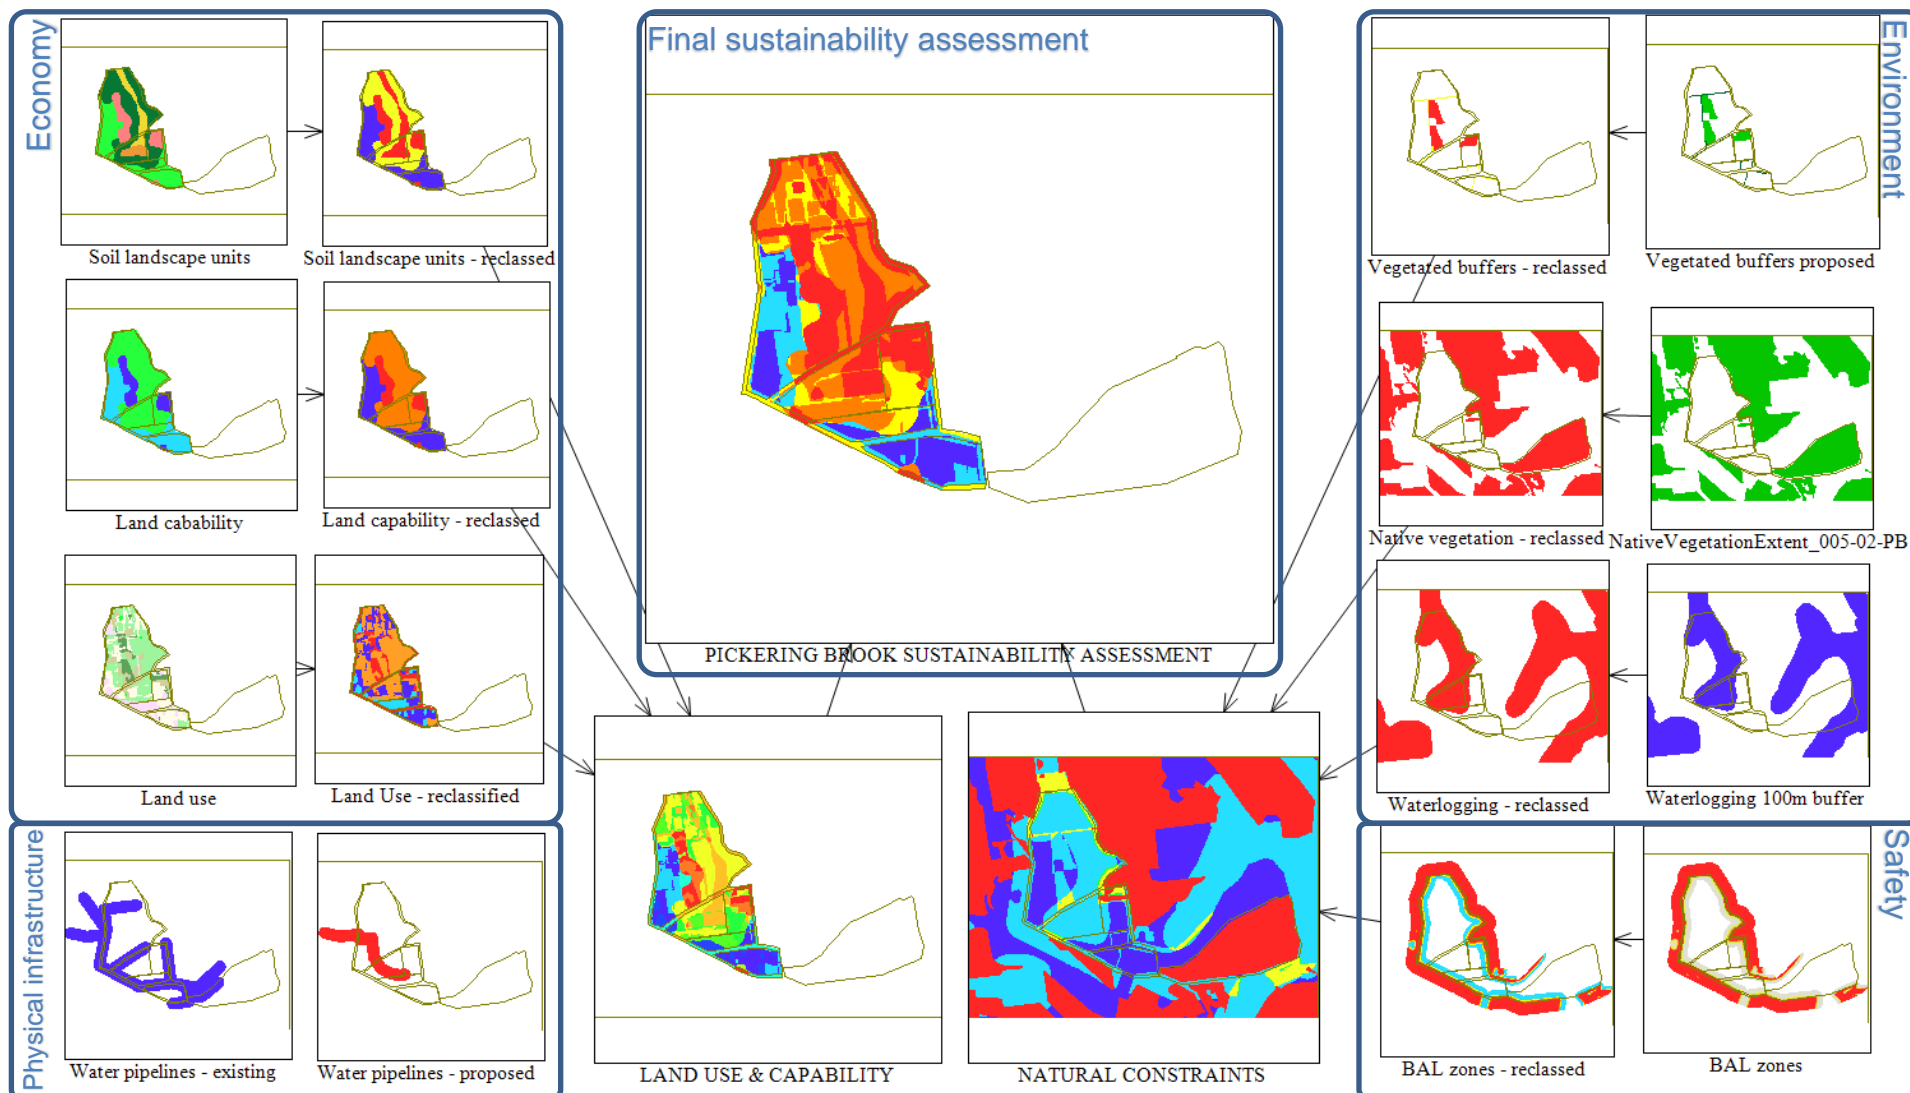 Economy
Soil landscape units
Soil landscape units - reclassed
Land cabability
Land capability - reclassed
Land use
Land Use - reclassified
Physical infrastructure
Water pipelines - existing
Water pipelines - proposed
Final sustainability assessment
PICKERING BROOK SUSTAINABILITY ASSESSMENT
LAND USE & CAPABILITY
NATURAL CONSTRAINTS
Environment
Vegetated buffers - reclassed
Vegetated buffers proposed
Native vegetation - reclassed
NativeVegetationExtent_005-02-PB
Waterlogging - reclassed
Waterlogging 100m buffer
Safety
BAL zones - reclassed
BAL zones